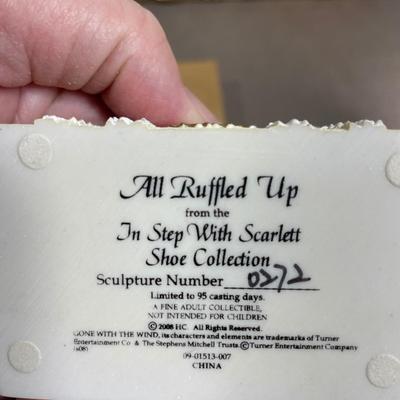 All Ruffled Up
from the
In Step With Scarlett
Shoe Collection
Sculpture Number 0272
Limited to 95 casting days.
A FINE ADULT COLLECTIBLE,
NOT INTENDED FOR CHILDREN
©2008 HC. All Rights Reserved.
GONE WITH THE WIND, its characters and elements are trademarks of Turner
Entertainment Co. & The Stephens Mitchell Trusts. ©Turner Entertainment Company
(s08)
09-01513-007
CHINA